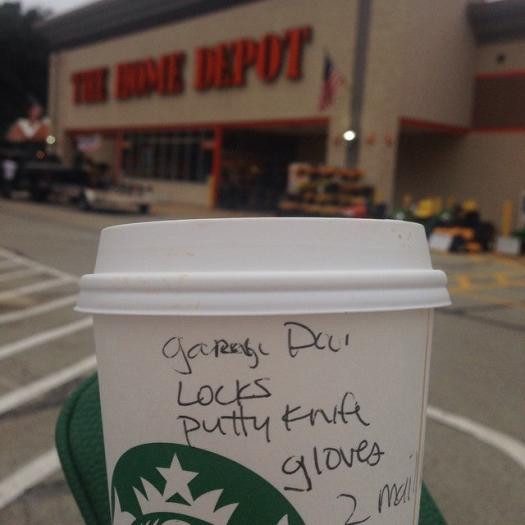 THE HOME DEPOT
garage Door
Locks
putty knife
gloves
2 mail